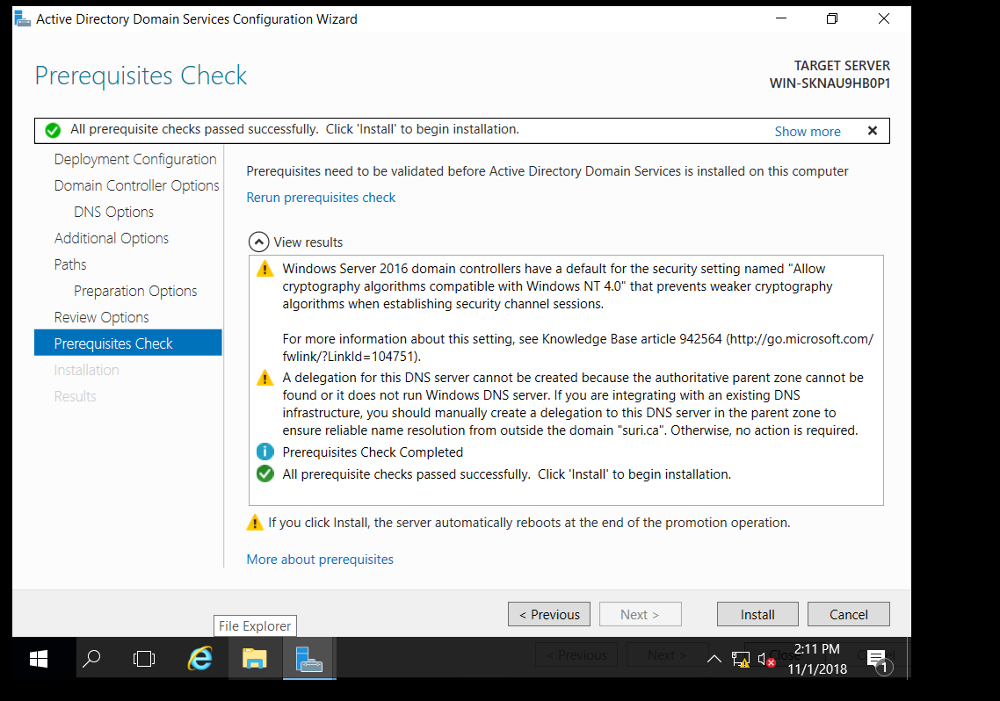 Active Directory Domain Services Configuration Wizard
Prerequisites Check
TARGET SERVER
WIN-SKNAU9HB0P1
All prerequisite checks passed successfully.  Click 'Install' to begin installation.
Show more
Deployment Configuration
Domain Controller Options
DNS Options
Additional Options
Paths
Preparation Options
Review Options
Prerequisites Check
Installation
Results
Prerequisites need to be validated before Active Directory Domain Services is installed on this computer
Rerun prerequisites check
View results
Windows Server 2016 domain controllers have a default for the security setting named "Allow
cryptography algorithms compatible with Windows NT 4.0" that prevents weaker cryptography
algorithms when establishing security channel sessions.
For more information about this setting, see Knowledge Base article 942564 (http://go.microsoft.com/
fwlink/?LinkId=104751).
A delegation for this DNS server cannot be created because the authoritative parent zone cannot be
found or it does not run Windows DNS server. If you are integrating with an existing DNS
infrastructure, you should manually create a delegation to this DNS server in the parent zone to
ensure reliable name resolution from outside the domain "suri.ca". Otherwise, no action is required.
Prerequisites Check Completed
All prerequisite checks passed successfully.  Click 'Install' to begin installation.
If you click Install, the server automatically reboots at the end of the promotion operation.
More about prerequisites
< Previous
Next >
Install
Cancel
File Explorer
< Previous
Next >
Close
2:11 PM
11/1/2018
1